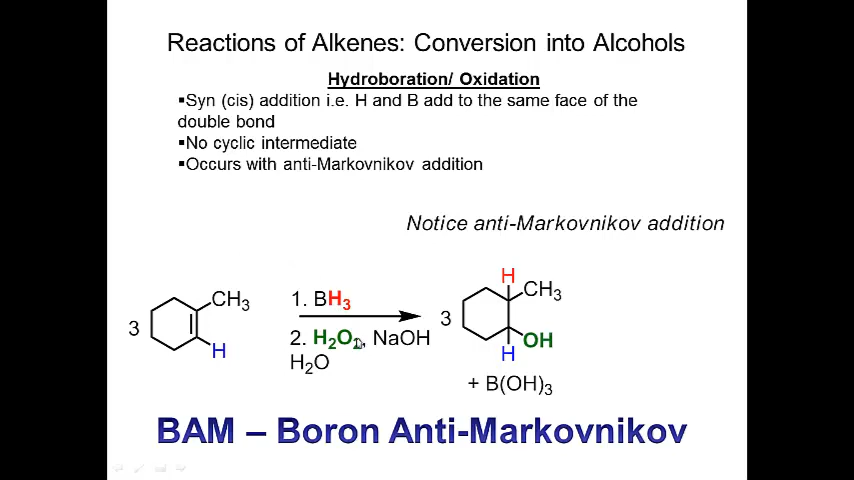 Reactions of Alkenes: Conversion into Alcohols
Hydroboration/ Oxidation
▪Syn (cis) addition i.e. H and B add to the same face of the
double bond
▪No cyclic intermediate
▪Occurs with anti-Markovnikov addition
Notice anti-Markovnikov addition
3 CH3 H
1. BH3
2. H2O2, NaOH
H2O
3 H CH3 OH H
+ B(OH)3
BAM – Boron Anti-Markovnikov